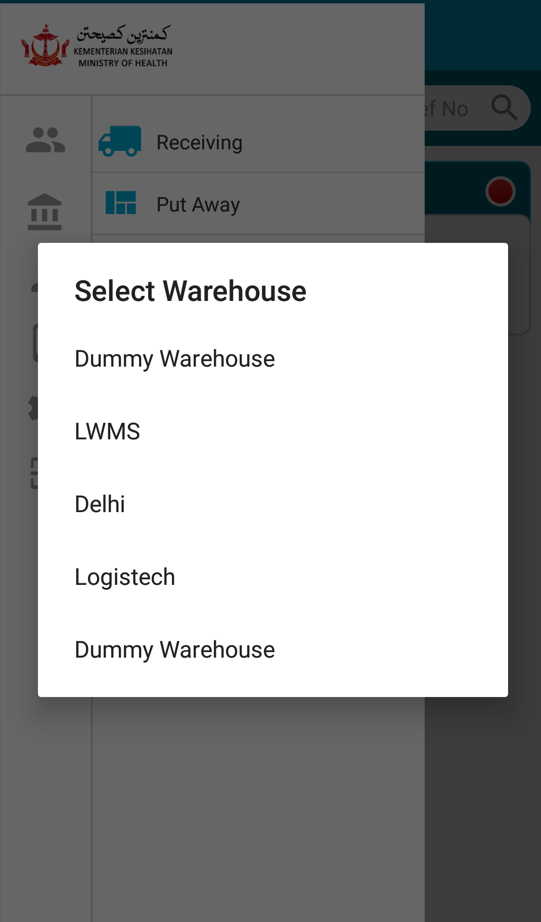 كمنترين كصيحتن
KEMENTERIAN KESIHATAN
MINISTRY OF HEALTH
ef No
Receiving
Put Away
Select Warehouse
Dummy Warehouse
LWMS
Delhi
Logistech
Dummy Warehouse